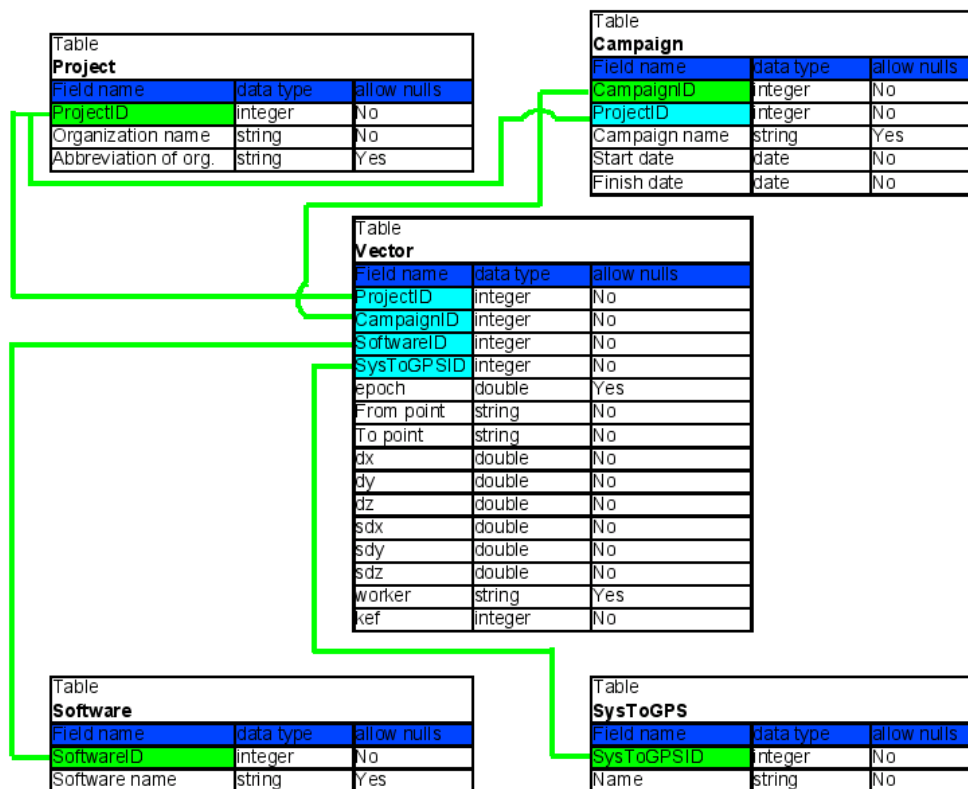 Table
Project
Field name data type allow nulls
ProjectID integer No
Organization name string No
Abbreviation of org. string Yes
Table
Campaign
Field name data type allow nulls
CampaignID integer No
ProjectID integer No
Campaign name string Yes
Start date date No
Finish date date No
Table
Vector
Field name data type allow nulls
ProjectID integer No
CampaignID integer No
SoftwareID integer No
SysToGPSID integer No
epoch double Yes
From point string No
To point string No
dx double No
dy double No
dz double No
sdx double No
sdy double No
sdz double No
worker string Yes
kef integer No
Table
Software
Field name data type allow nulls
SoftwareID integer No
Software name string Yes
Table
SysToGPS
Field name data type allow nulls
SysToGPSID integer No
Name string No